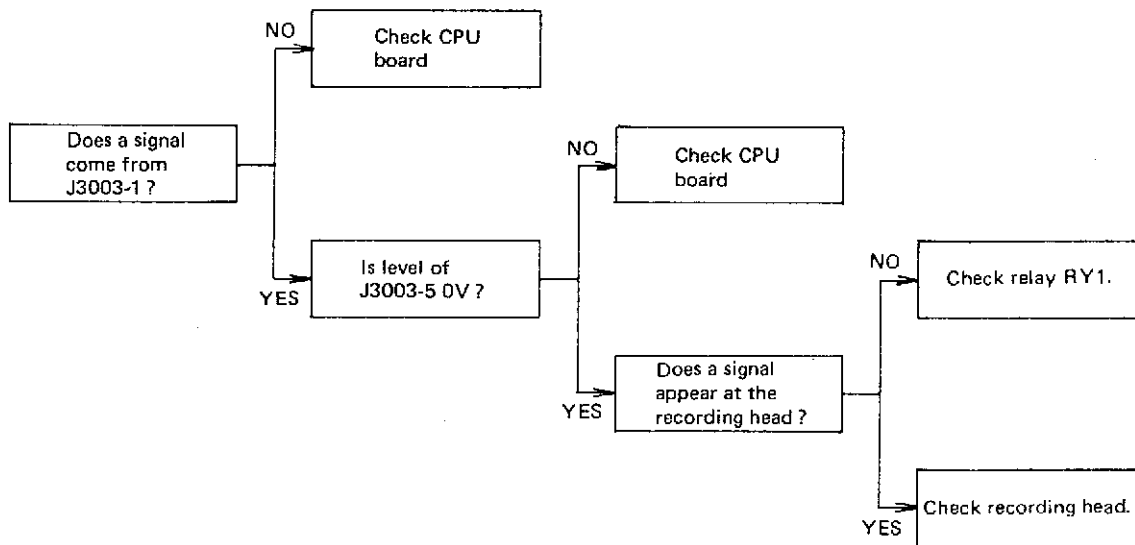 NO
Check CPU
board
Does a signal
come from
J3003-1 ?
NO
Check CPU
board
YES
Is level of
J3003-5 0V ?
NO
Check relay RY1.
YES
Does a signal
appear at the
recording head ?
YES
Check recording head.